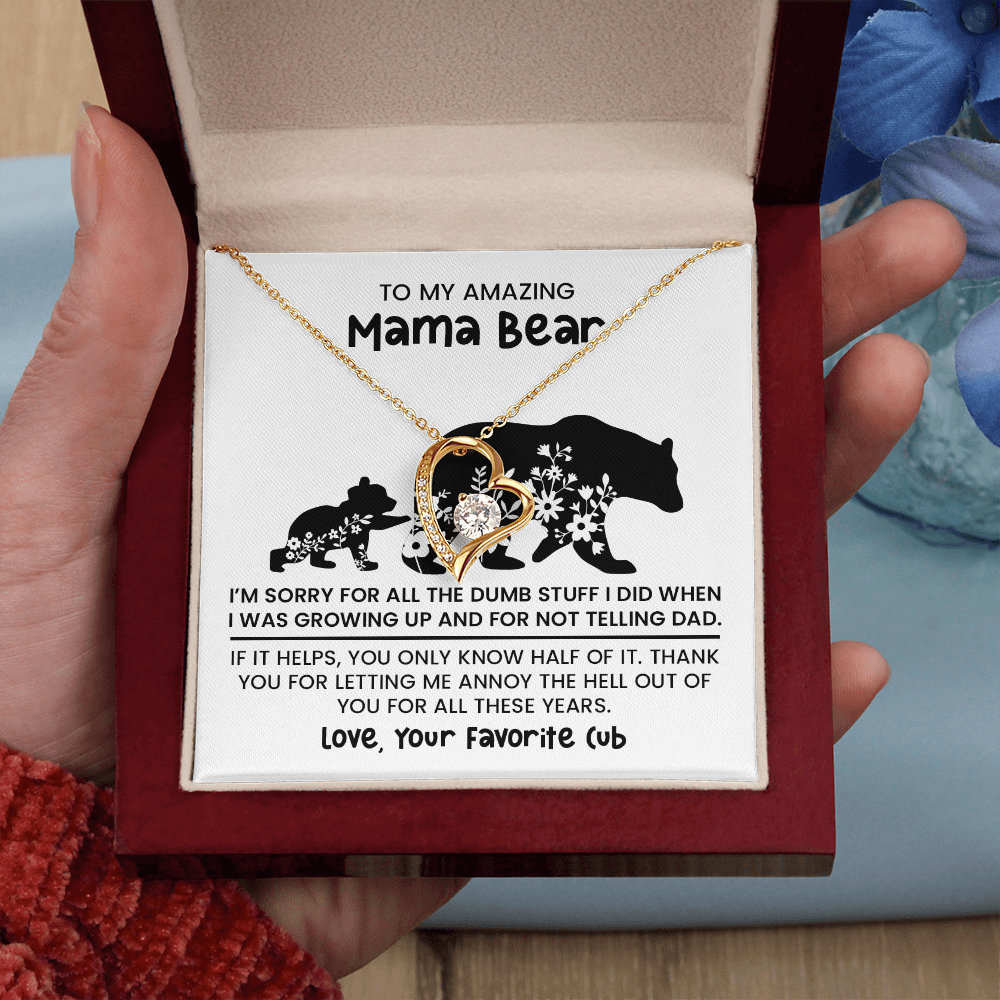 TO MY AMAZING
Mama Bear
I'M SORRY FOR ALL THE DUMB STUFF I DID WHEN
I WAS GROWING UP AND FOR NOT TELLING DAD.
IF IT HELPS, YOU ONLY KNOW HALF OF IT. THANK
YOU FOR LETTING ME ANNOY THE HELL OUT OF
YOU FOR ALL THESE YEARS.
Love, Your Favorite Cub